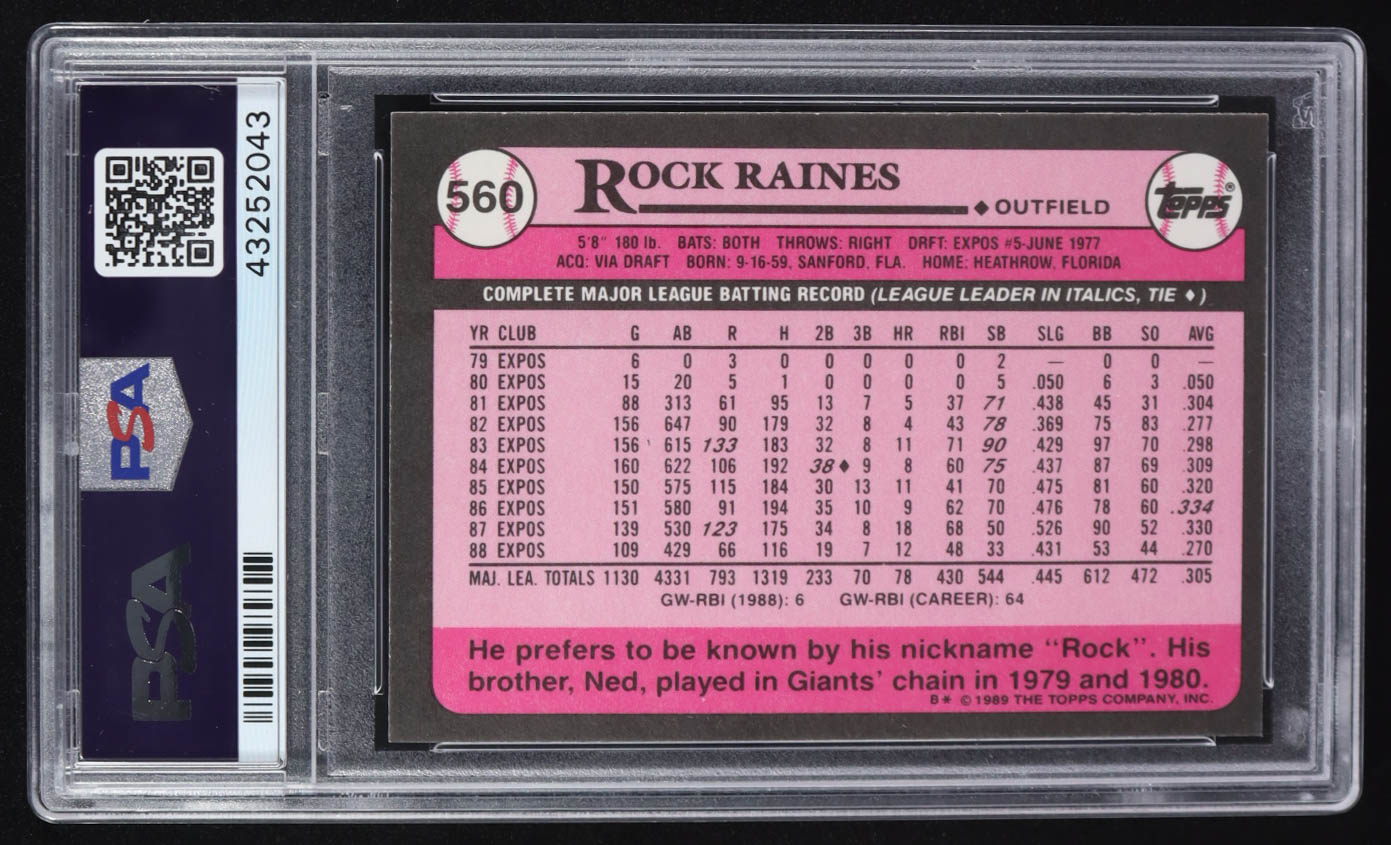 43252043
PSA
PSA
560
ROCK RAINES
◆ OUTFIELD
topps®
5'8" 180 lb. BATS: BOTH THROWS: RIGHT DRFT: EXPOS #5-JUNE 1977
ACQ: VIA DRAFT BORN: 9-16-59, SANFORD, FLA. HOME: HEATHROW, FLORIDA
COMPLETE MAJOR LEAGUE BATTING RECORD (LEAGUE LEADER IN ITALICS, TIE ♦)
YR CLUB G AB R H 2B 3B HR RBI SB SLG BB SO AVG
79 EXPOS 6 0 3 0 0 0 0 0 2 — 0 0 —
80 EXPOS 15 20 5 1 0 0 0 0 5 .050 6 3 .050
81 EXPOS 88 313 61 95 13 7 5 37 71 .438 45 31 .304
82 EXPOS 156 647 90 179 32 8 4 43 78 .369 75 83 .277
83 EXPOS 156 615 133 183 32 8 11 71 90 .429 97 70 .298
84 EXPOS 160 622 106 192 38♦ 9 8 60 75 .437 87 69 .309
85 EXPOS 150 575 115 184 30 13 11 41 70 .475 81 60 .320
86 EXPOS 151 580 91 194 35 10 9 62 70 .476 78 60 .334
87 EXPOS 139 530 123 175 34 8 18 68 50 .526 90 52 .330
88 EXPOS 109 429 66 116 19 7 12 48 33 .431 53 44 .270
MAJ. LEA. TOTALS 1130 4331 793 1319 233 70 78 430 544 .445 612 472 .305
GW-RBI (1988): 6 GW-RBI (CAREER): 64
He prefers to be known by his nickname "Rock". His
brother, Ned, played in Giants' chain in 1979 and 1980.
B* © 1989 THE TOPPS COMPANY, INC.